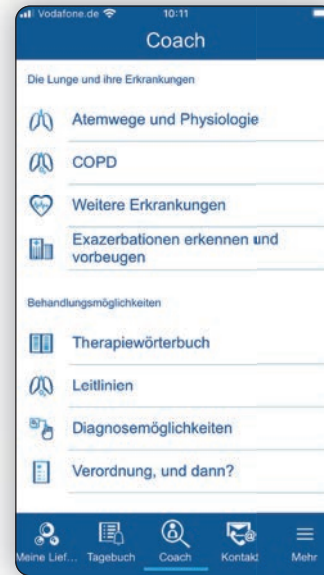 Vodafone.de
10:11
Coach
Die Lunge und ihre Erkrankungen
Atemwege und Physiologie
COPD
Weitere Erkrankungen
Exazerbationen erkennen und
vorbeugen
Behandlungsmöglichkeiten
Therapiewörterbuch
Leitlinien
Diagnosemöglichkeiten
Verordnung, und dann?
Meine Lief...
Tagebuch
Coach
Kontakt
Mehr